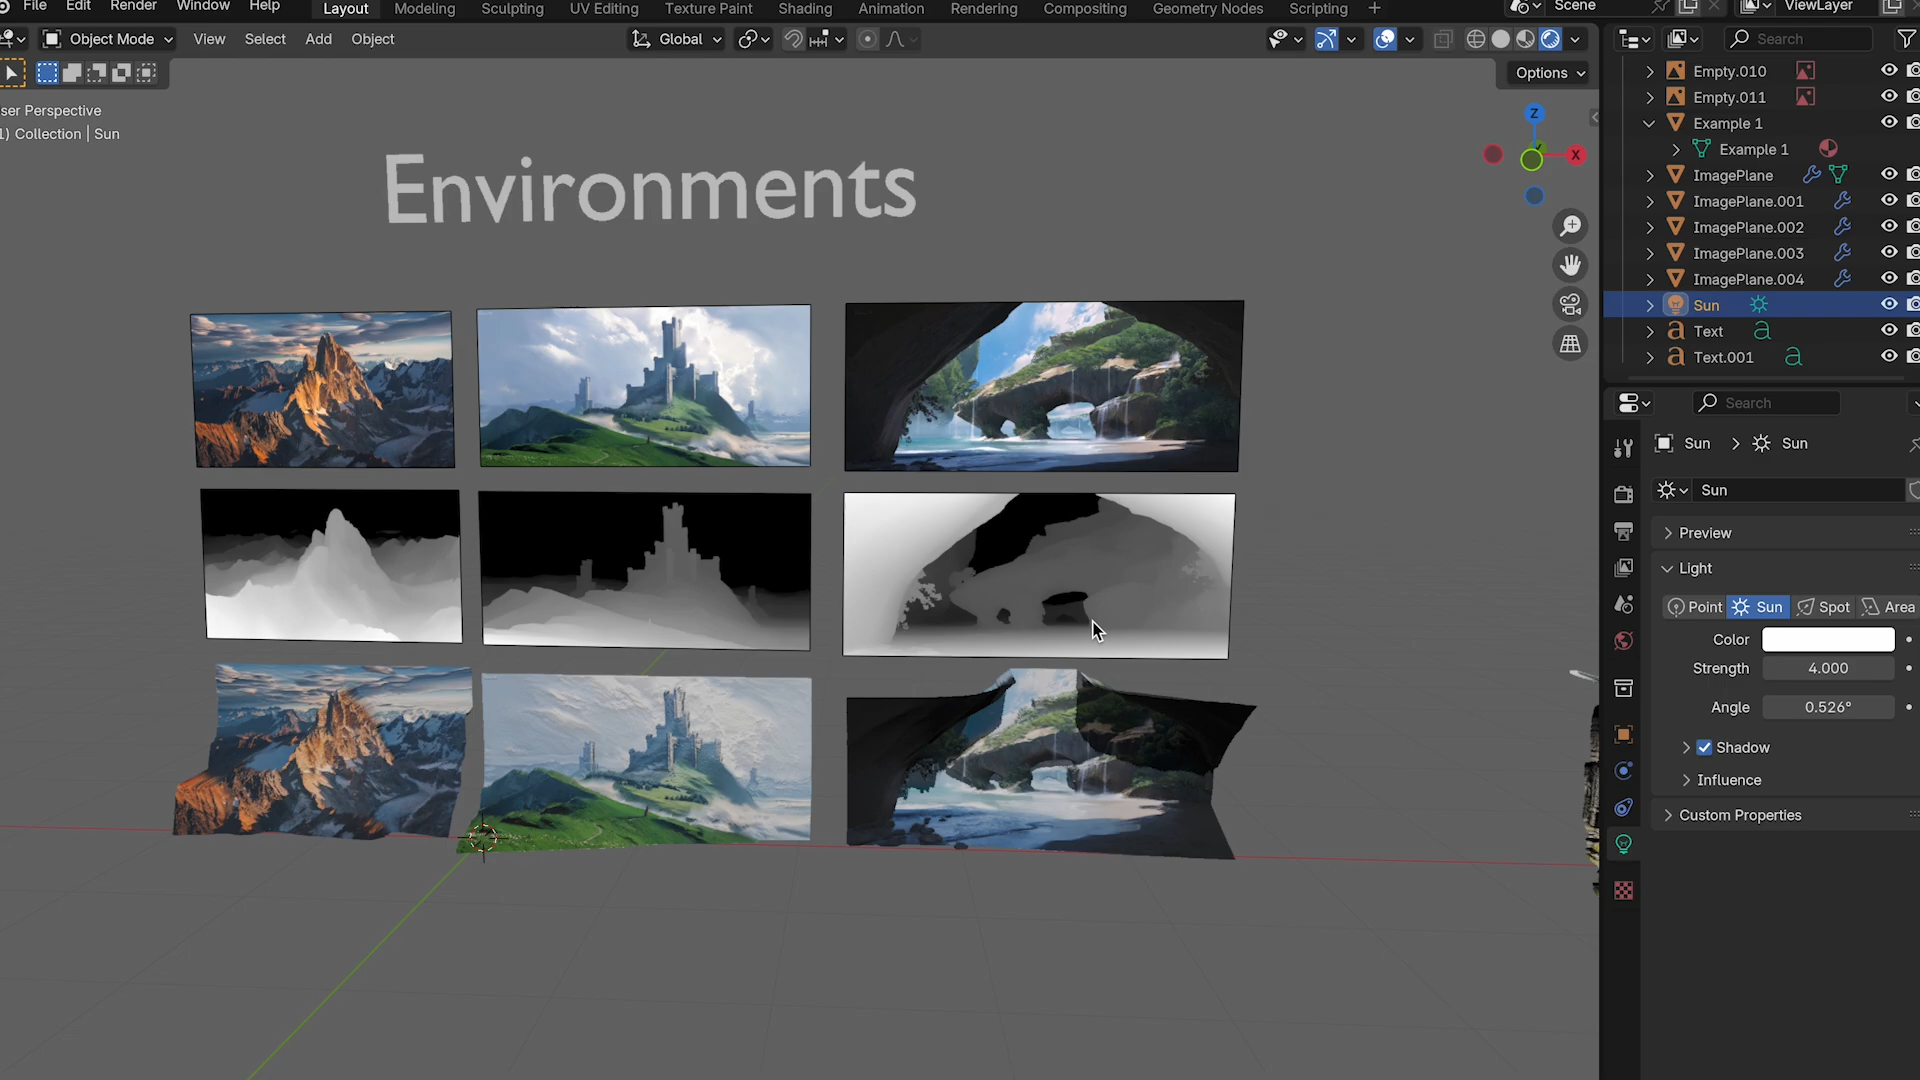 File Edit Render Window Help Layout Modeling Sculpting UV Editing Texture Paint Shading Animation Rendering Compositing Geometry Nodes Scripting + Scene ViewLayer
Object Mode View Select Add Object Global Search
Options
ser Perspective
1) Collection | Sun
Z
X
Environments
Empty.010
Empty.011
Example 1
Example 1
ImagePlane
ImagePlane.001
ImagePlane.002
ImagePlane.003
ImagePlane.004
Sun
Text
Text.001
Search
Sun > Sun
Sun
Preview
Light
Point Sun Spot Area
Color
Strength 4.000
Angle 0.526°
Shadow
Influence
Custom Properties